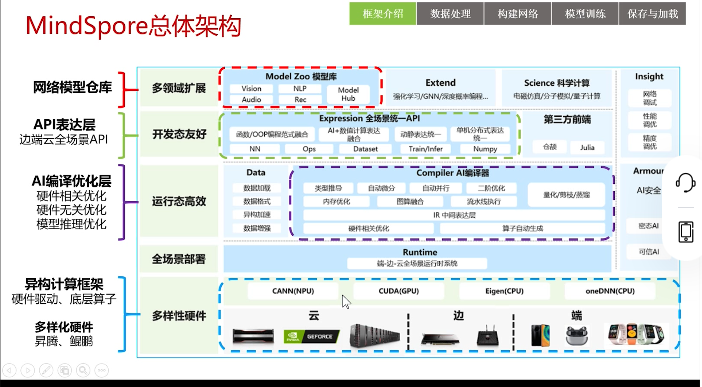 MindSpore总体架构
框架介绍 数据处理 构建网络 模型训练 保存与加载
网络模型仓库
API表达层
边端云全场景API
AI编译优化层
硬件相关优化
硬件无关优化
模型推理优化
异构计算框架
硬件驱动、底层算子
多样化硬件
昇腾、鲲鹏
多领域扩展
Model Zoo 模型库
Vision NLP Model Hub
Audio Rec
Extend
强化学习/GNN/深度概率编程...
Science 科学计算
电磁仿真/分子模拟/量子计算
开发态友好
Expression 全场景统一API
函数/OOP编程范式融合 AI+数值计算表达融合 动静表达统一 单机分布式表达统一
NN Ops Dataset Train/Infer Numpy
第三方前端
仓颉 Julia
运行态高效
Data
数据加载
数据格式
异构加速
数据增强
Compiler AI编译器
类型推导 自动微分 自动并行 二阶优化 量化/剪枝/蒸馏
内存优化 图算融合 流水线执行
IR 中间表达层
硬件相关优化 算子自动生成
全场景部署
Runtime
端-边-云全场景运行时系统
多样性硬件
CANN(NPU) CUDA(GPU) Eigen(CPU) oneDNN(CPU)
云 边 端
NVIDIA GEFORCE
Insight
网络调试
性能调优
精度调优
Armour
AI安全
密态AI
可信AI